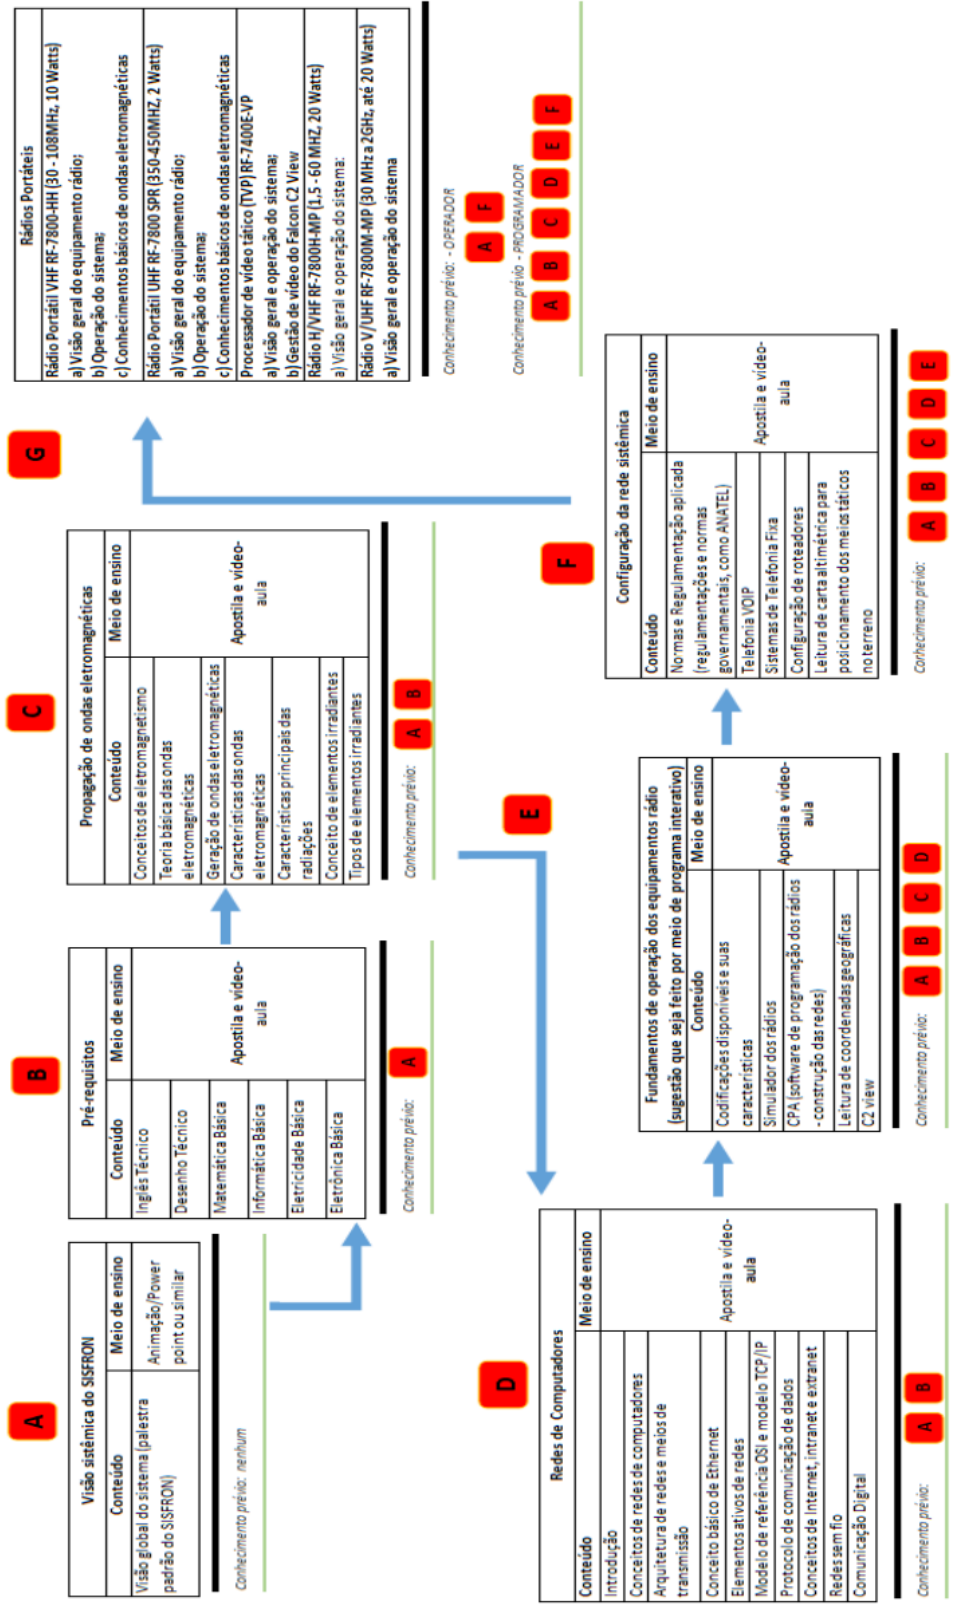 A
Visão sistêmica do SISFRON
Conteúdo
Meio de ensino
Visão global do sistema (palestra
padrão do SISFRON)
Animação/Power
point ou similar
Conhecimento prévio: nenhum
B
Pré-requisitos
Conteúdo
Meio de ensino
Inglês Técnico
Desenho Técnico
Matemática Básica
Informática Básica
Eletricidade Básica
Eletrônica Básica
Apostila e vídeo-
aula
Conhecimento prévio:
A
C
Propagação de ondas eletromagnéticas
Conteúdo
Meio de ensino
Conceitos de eletromagnetismo
Teoria básica das ondas
eletromagnéticas
Geração de ondas eletromagnéticas
Características das ondas
eletromagnéticas
Características principais das
radiações
Conceito de elementos irradiantes
Tipos de elementos irradiantes
Apostila e vídeo-
aula
Conhecimento prévio:
A B
G
Rádios Portáteis
Rádio Portátil VHF RF-7800-HH (30 - 108MHz, 10 Watts)
a) Visão geral do equipamento rádio;
b) Operação do sistema;
c) Conhecimentos básicos de ondas eletromagnéticas
Rádio Portátil UHF RF-7800 SPR (350-450MHZ, 2 Watts)
a) Visão geral do equipamento rádio;
b) Operação do sistema;
c) Conhecimentos básicos de ondas eletromagnéticas
Processador de vídeo tático (TVP) RF-7400E-VP
a) Visão geral e operação do sistema;
b) Gestão de vídeo do Falcon C2 View
Rádio H/VHF RF-7800H-MP (1,5 - 60 MHZ, 20 Watts)
a) Visão geral e operação do sistema:
Rádio V/UHF RF-7800M-MP (30 MHz a 2GHz, até 20 Watts)
a) Visão geral e operação do sistema
Conhecimento prévio: - OPERADOR
A F
Conhecimento prévio - PROGRAMADOR
A B C D E F
D
Redes de Computadores
Conteúdo
Meio de ensino
Introdução
Conceitos de redes de computadores
Arquitetura de redes e meios de
transmissão
Conceito básico de Ethernet
Elementos ativos de redes
Modelo de referência OSI e modelo TCP/IP
Protocolo de comunicação de dados
Conceitos de Internet, intranet e extranet
Redes sem fio
Comunicação Digital
Apostila e vídeo-
aula
Conhecimento prévio:
A B
E
Fundamentos de operação dos equipamentos rádio
(sugestão que seja feito por meio de programa interativo)
Conteúdo
Meio de ensino
Codificações disponíveis e suas
características
Simulador dos rádios
CPA (software de programação dos rádios
- construção das redes)
Leitura de coordenadas geográficas
C2 view
Apostila e vídeo-
aula
Conhecimento prévio:
A B C D
F
Configuração da rede sistêmica
Conteúdo
Meio de ensino
Normas e Regulamentação aplicada
(regulamentações e normas
governamentais, como ANATEL)
Telefonia VOIP
Sistemas de Telefonia Fixa
Configuração de roteadores
Leitura de carta altimétrica para
posicionamento dos meios táticos
no terreno
Apostila e vídeo-
aula
Conhecimento prévio:
A B C D E